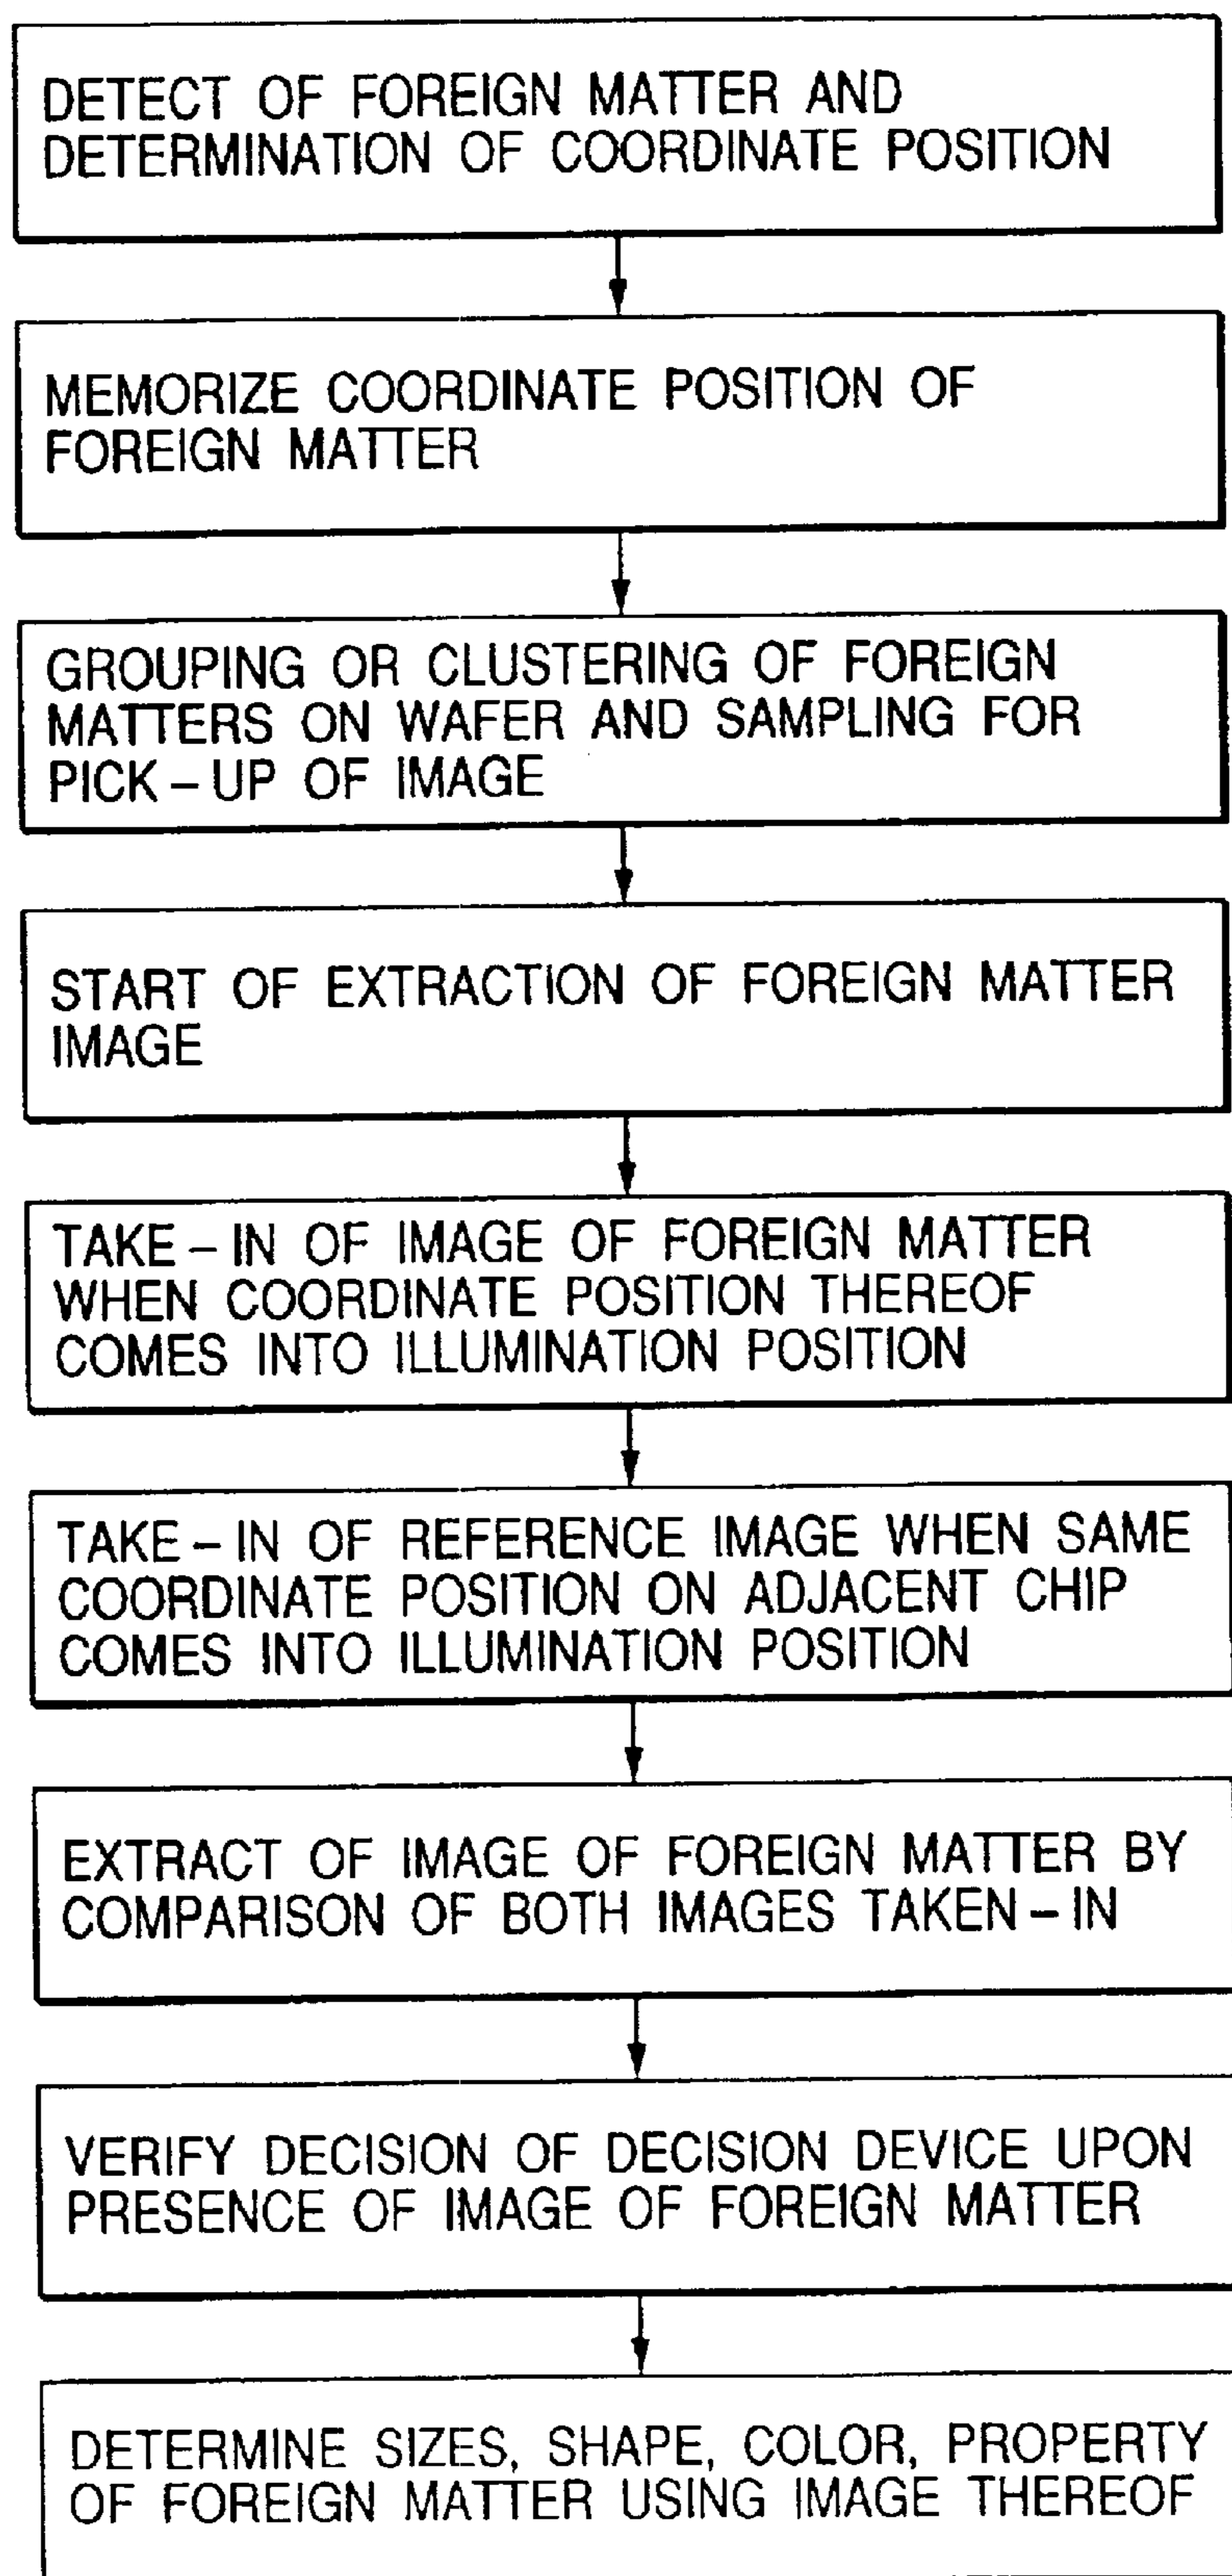 DETECT OF FOREIGN MATTER AND
DETERMINATION OF COORDINATE POSITION
MEMORIZE COORDINATE POSITION OF
FOREIGN MATTER
GROUPING OR CLUSTERING OF FOREIGN
MATTERS ON WAFER AND SAMPLING FOR
PICK–UP OF IMAGE
START OF EXTRACTION OF FOREIGN MATTER
IMAGE
TAKE–IN OF IMAGE OF FOREIGN MATTER
WHEN COORDINATE POSITION THEREOF
COMES INTO ILLUMINATION POSITION
TAKE–IN OF REFERENCE IMAGE WHEN SAME
COORDINATE POSITION ON ADJACENT CHIP
COMES INTO ILLUMINATION POSITION
EXTRACT OF IMAGE OF FOREIGN MATTER BY
COMPARISON OF BOTH IMAGES TAKEN–IN
VERIFY DECISION OF DECISION DEVICE UPON
PRESENCE OF IMAGE OF FOREIGN MATTER
DETERMINE SIZES, SHAPE, COLOR, PROPERTY
OF FOREIGN MATTER USING IMAGE THEREOF